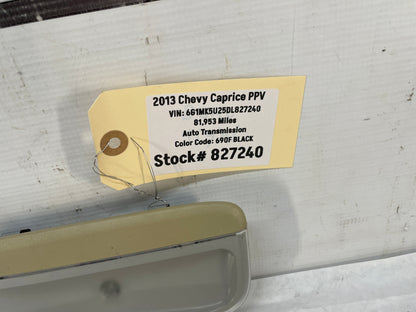 2013 Chevy Caprice PPV
VIN: 6G1MK5U25DL827240
81,953 Miles
Auto Transmission
Color Code: 690F BLACK
Stock# 827240